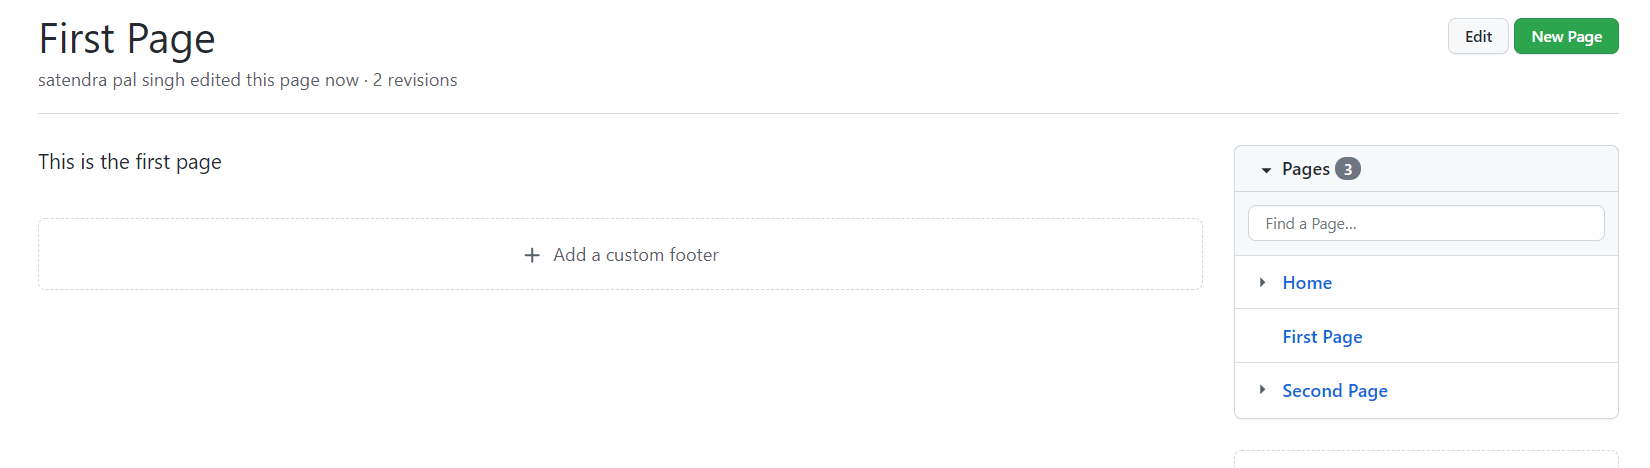 First Page
Edit
New Page
satendra pal singh edited this page now · 2 revisions
This is the first page
Pages 3
Find a Page...
Add a custom footer
Home
First Page
Second Page